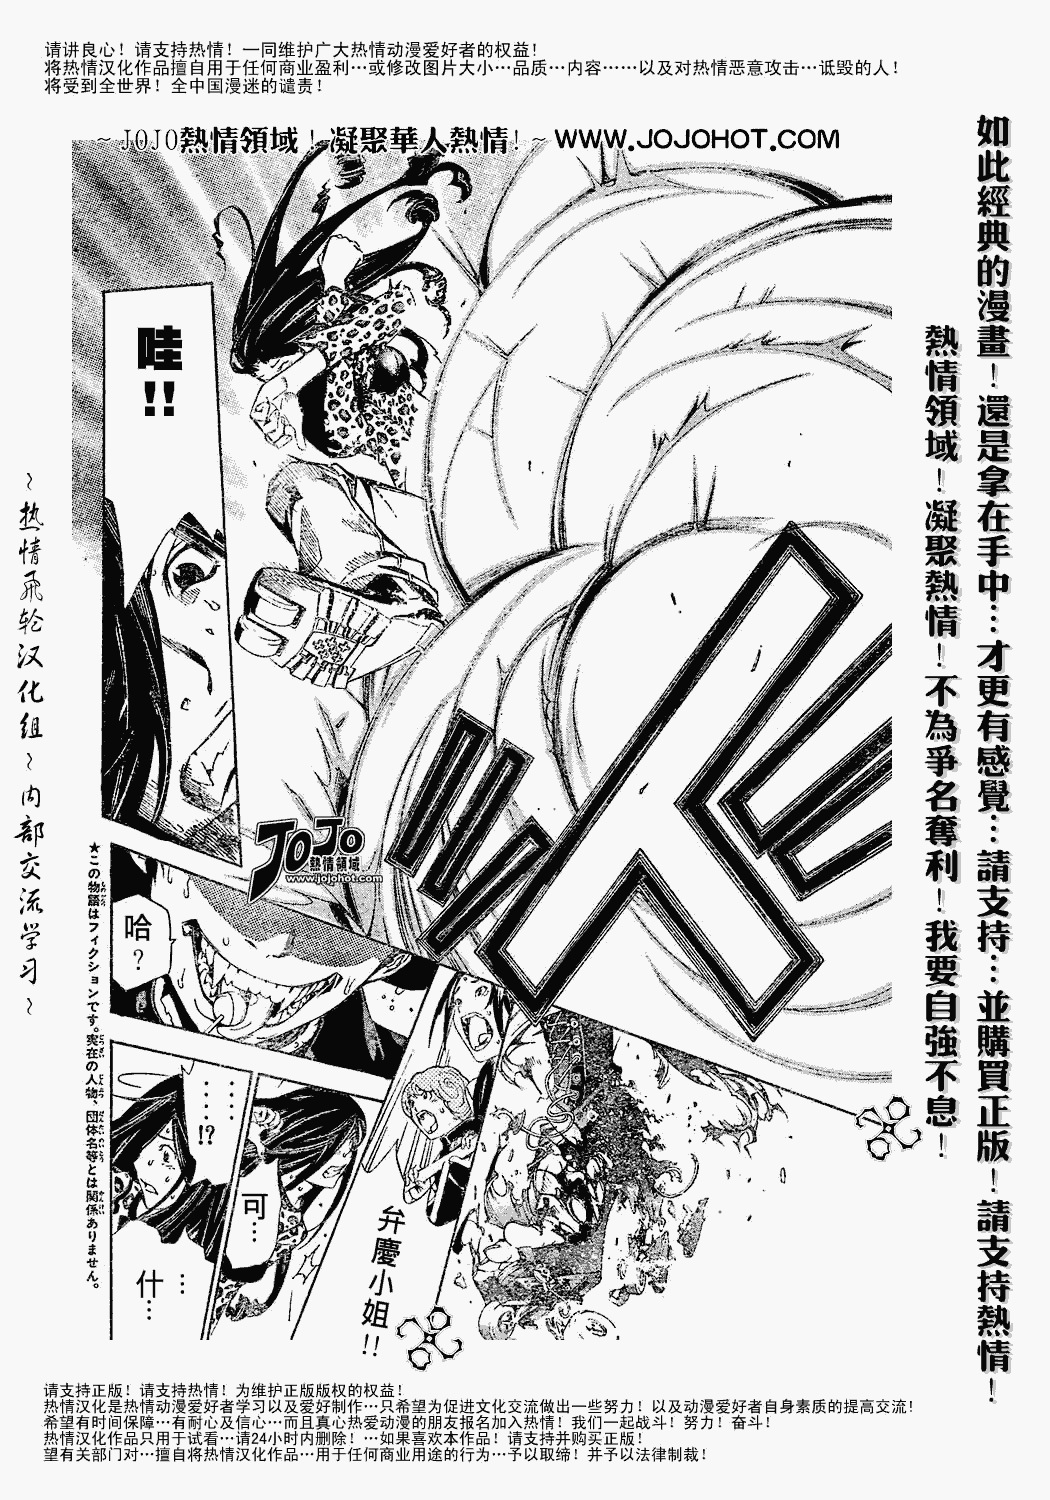 请讲良心！请支持热情！一同维护广大热情动漫爱好者的权益！
将热情汉化作品擅自用于任何商业盈利…或修改图片大小…品质…内容……以及对热情恶意攻击…诋毁的人！
将受到全世界！全中国漫迷的谴责！
～JOJO熱情領域！凝聚華人熱情！～WWW.JOJOHOT.COM
如此經典的漫畫！還是拿在手中…才更有感覺…請支持…並購買正版！請支持熱情！
熱情領域！凝聚熱情！不為爭名奪利！我要自強不息！
哇!!
～热情飛轮汉化组～内部交流学习～
JOJO
熱情領域
www.jojohot.com
哈？
弁慶小姐!!
可…
……!?
…什…
★この物語はフィクションです。実在の人物、団体名等とは関係ありません。
请支持正版！请支持热情！为维护正版版权的权益！
热情汉化是热情动漫爱好者学习以及爱好制作…只希望为促进文化交流做出一些努力！以及动漫爱好者自身素质的提高交流！
希望有时间保障…有耐心及信心…而且真心热爱动漫的朋友报名加入热情！我们一起战斗！努力！奋斗！
热情汉化作品只用于试看…请24小时内删除！…如果喜欢本作品！请支持并购买正版！
望有关部门对…擅自将热情汉化作品…用于任何商业用途的行为…予以取缔！并予以法律制裁！